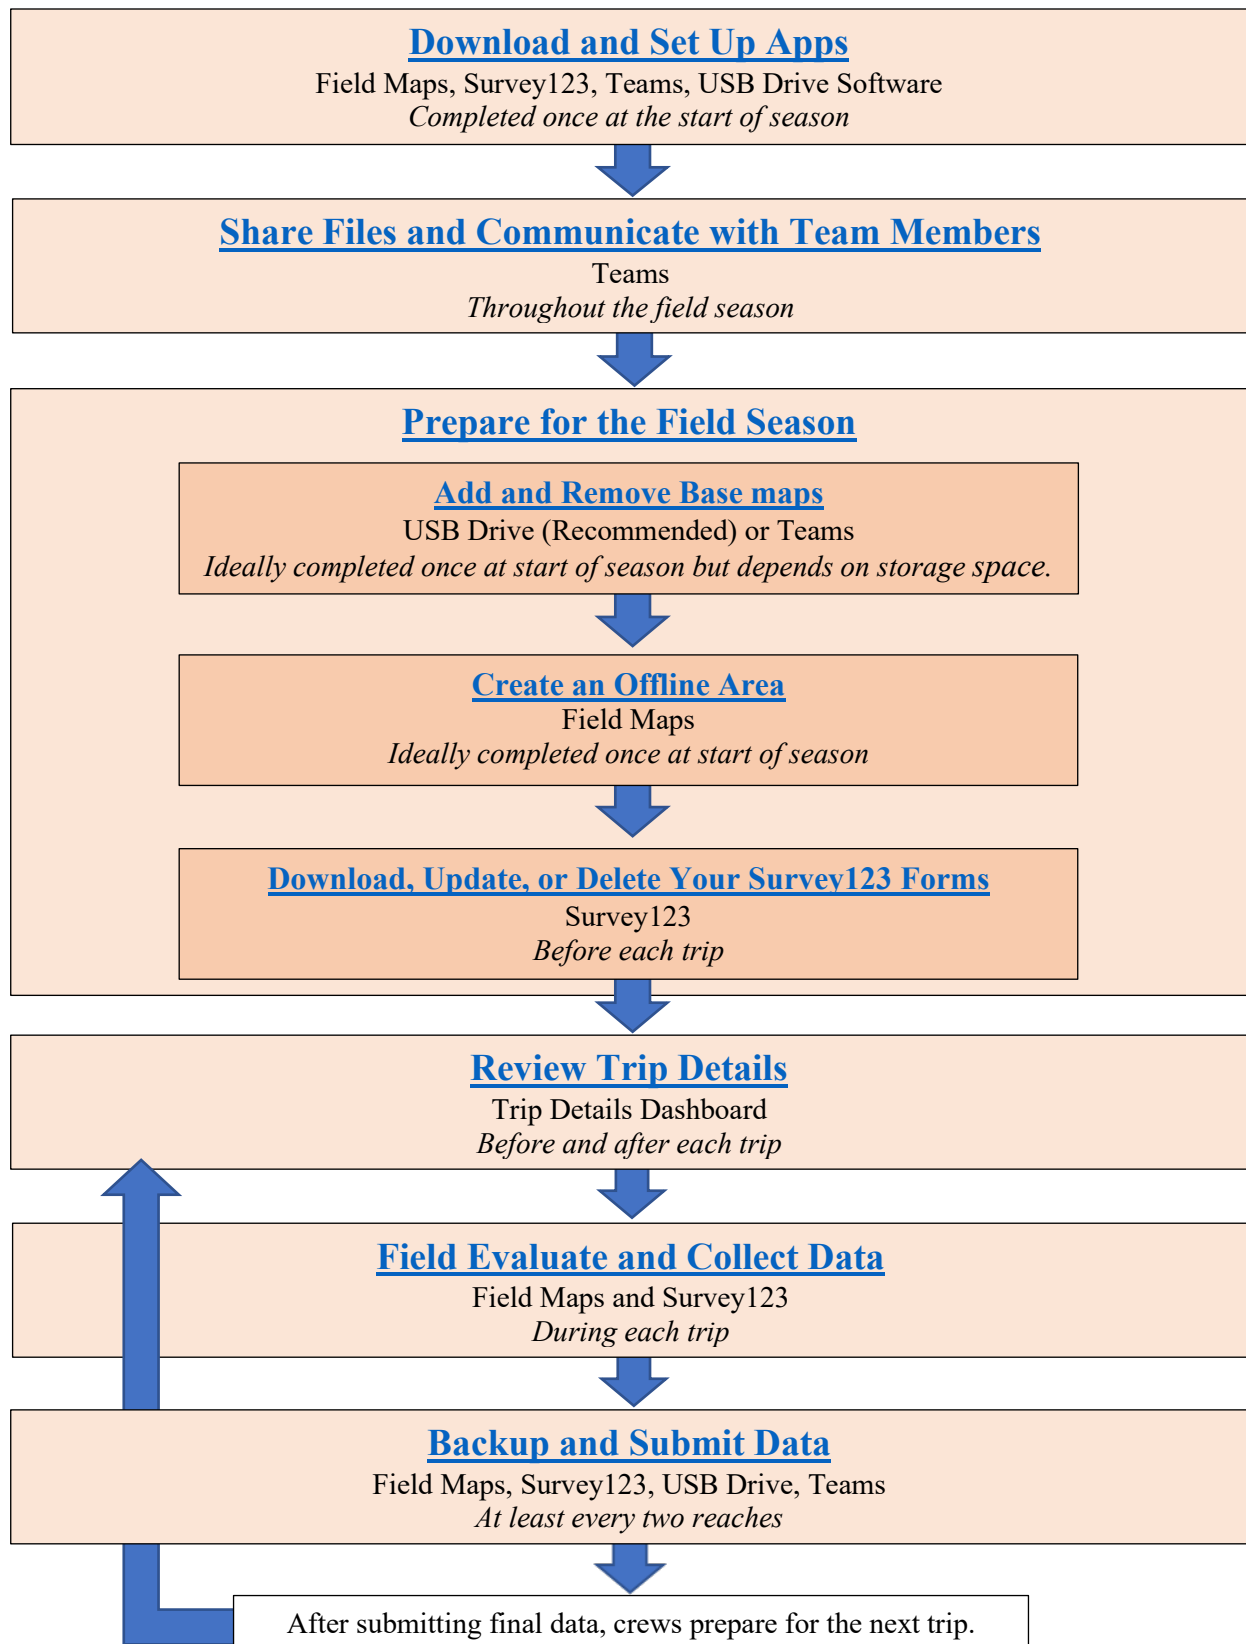 Download and Set Up Apps
Field Maps, Survey123, Teams, USB Drive Software
Completed once at the start of season
Share Files and Communicate with Team Members
Teams
Throughout the field season
Prepare for the Field Season
Add and Remove Base maps
USB Drive (Recommended) or Teams
Ideally completed once at start of season but depends on storage space.
Create an Offline Area
Field Maps
Ideally completed once at start of season
Download, Update, or Delete Your Survey123 Forms
Survey123
Before each trip
Review Trip Details
Trip Details Dashboard
Before and after each trip
Field Evaluate and Collect Data
Field Maps and Survey123
During each trip
Backup and Submit Data
Field Maps, Survey123, USB Drive, Teams
At least every two reaches
After submitting final data, crews prepare for the next trip.